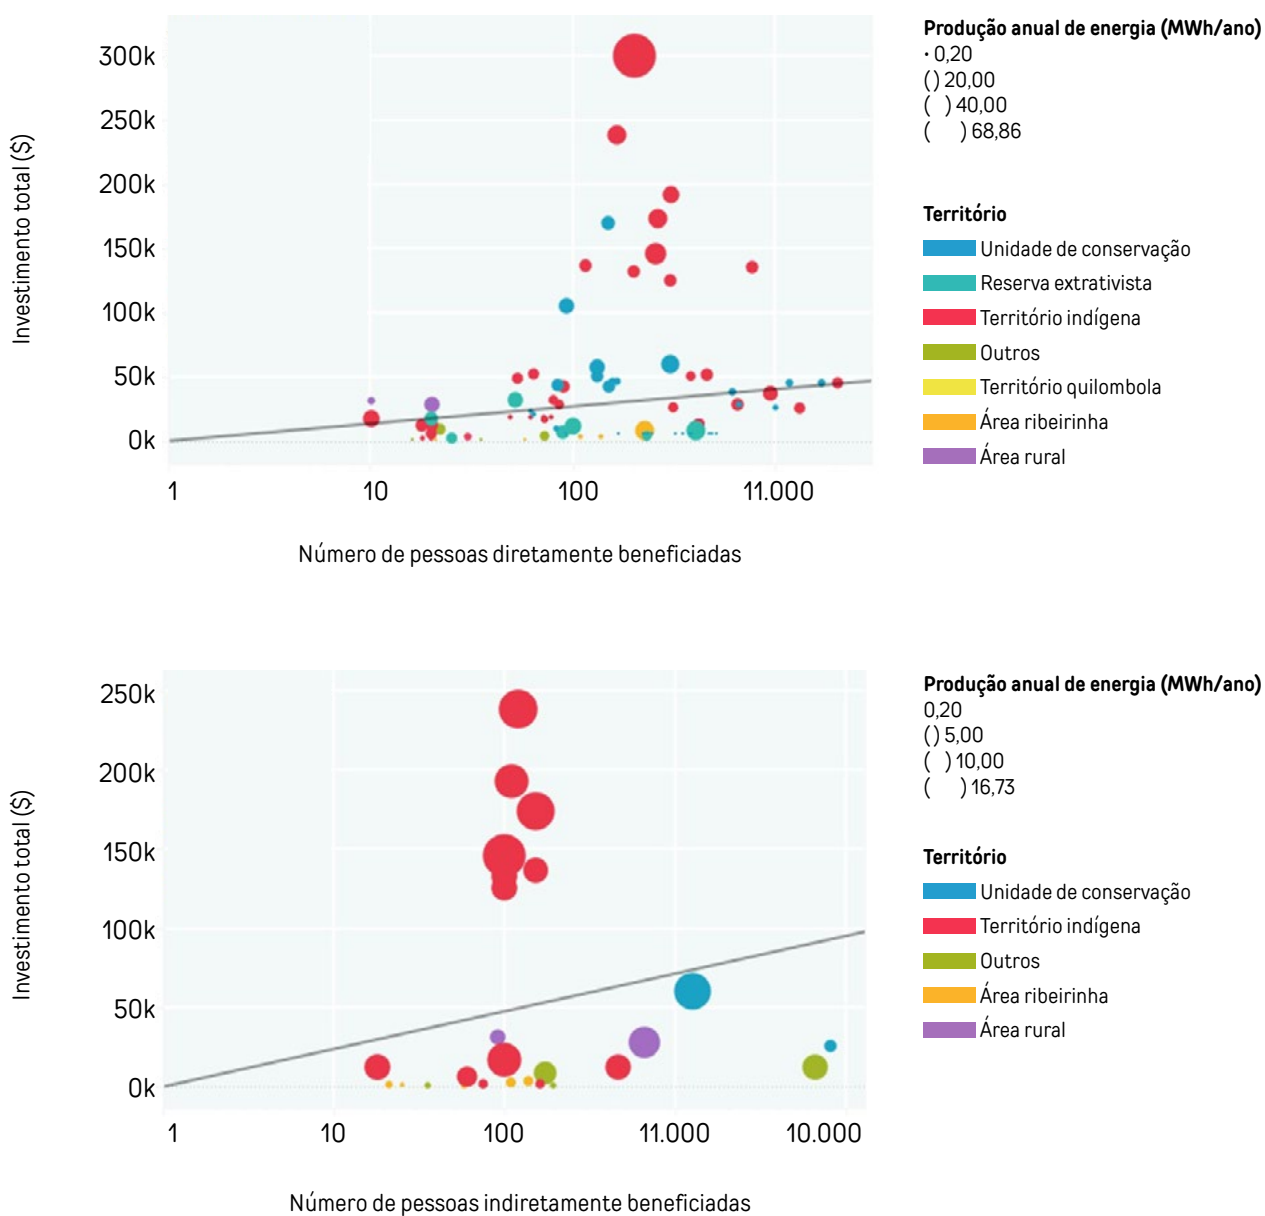 Investimento total ($)
300k
250k
200k
150k
100k
50k
0k
1
10
100
11.000
Número de pessoas diretamente beneficiadas
Produção anual de energia (MWh/ano)
· 0,20
( ) 20,00
(  ) 40,00
(   ) 68,86
Território
Unidade de conservação
Reserva extrativista
Território indígena
Outros
Território quilombola
Área ribeirinha
Área rural
Investimento total ($)
250k
200k
150k
100k
50k
0k
1
10
100
11.000
10.000
Número de pessoas indiretamente beneficiadas
Produção anual de energia (MWh/ano)
0,20
( ) 5,00
(  ) 10,00
(   ) 16,73
Território
Unidade de conservação
Território indígena
Outros
Área ribeirinha
Área rural